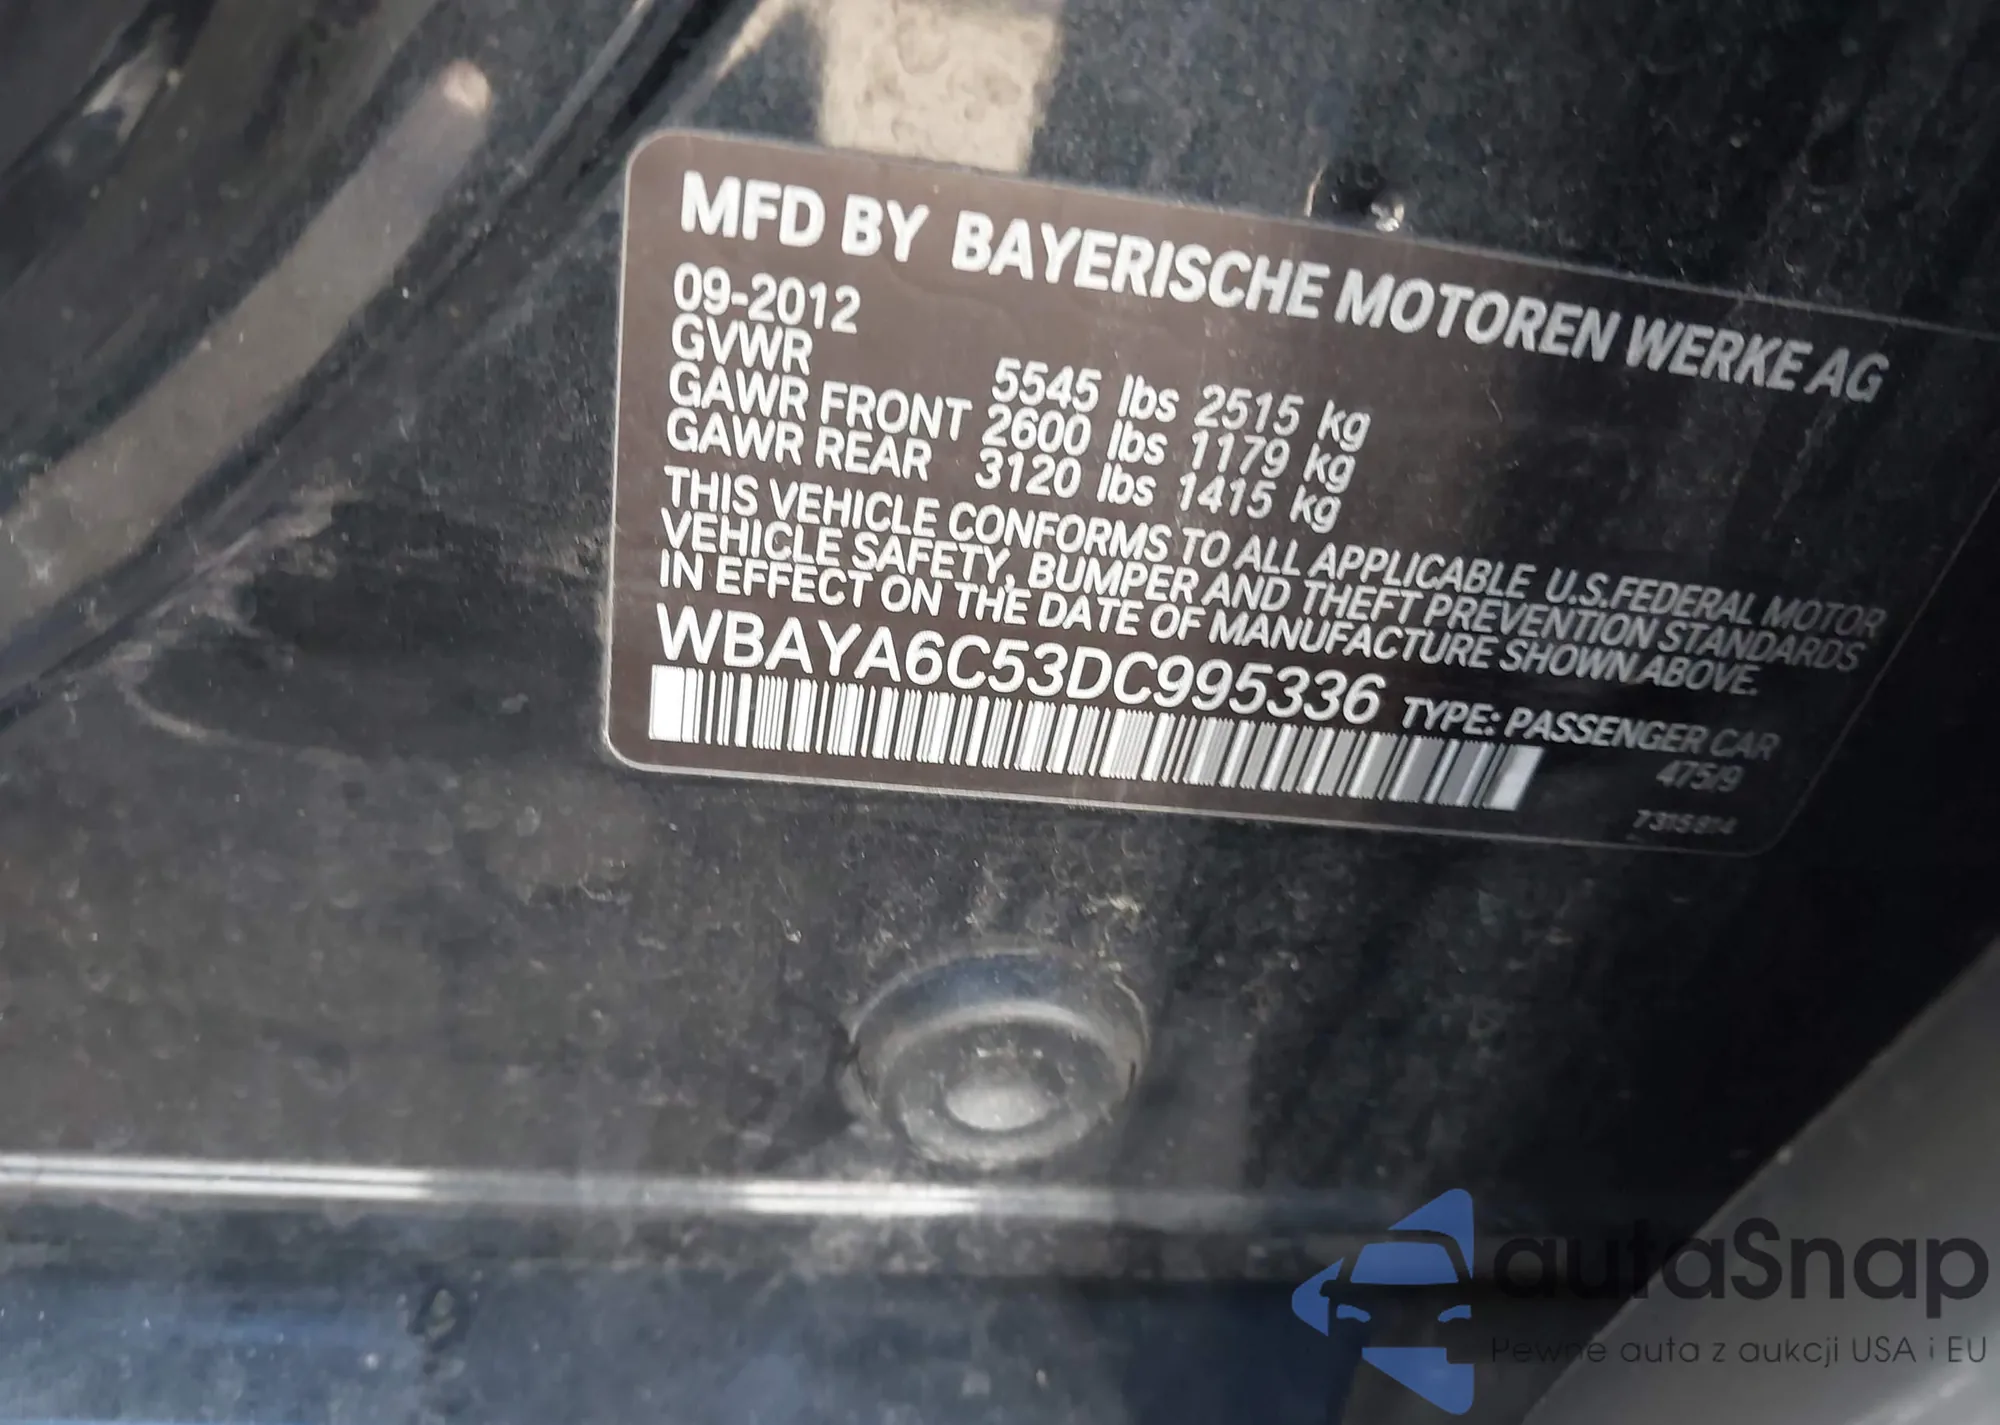 MFD BY BAYERISCHE MOTOREN WERKE AG
09-2012
GVWR 5545 lbs 2515 kg
GAWR FRONT 2600 lbs 1179 kg
GAWR REAR 3120 lbs 1415 kg
THIS VEHICLE CONFORMS TO ALL APPLICABLE U.S.FEDERAL MOTOR
VEHICLE SAFETY, BUMPER AND THEFT PREVENTION STANDARDS
IN EFFECT ON THE DATE OF MANUFACTURE SHOWN ABOVE.
WBAYA6C53DC995336 TYPE: PASSENGER CAR
475/9
7315814
autaSnap
Pewne auta z aukcji USA i EU